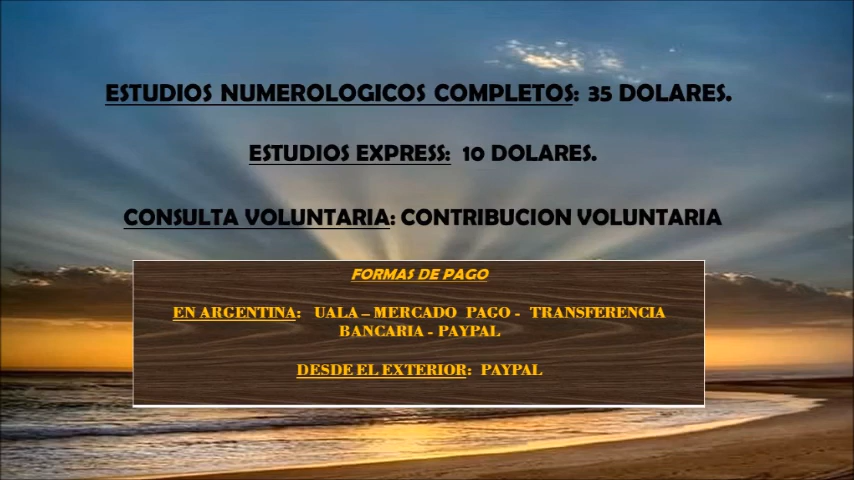 ESTUDIOS NUMEROLOGICOS COMPLETOS: 35 DOLARES.
ESTUDIOS EXPRESS: 10 DOLARES.
CONSULTA VOLUNTARIA: CONTRIBUCION VOLUNTARIA
FORMAS DE PAGO
EN ARGENTINA: UALA – MERCADO PAGO - TRANSFERENCIA
BANCARIA - PAYPAL
DESDE EL EXTERIOR: PAYPAL